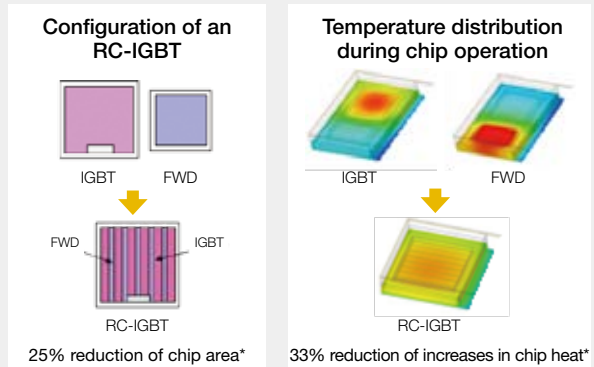 Configuration of an
RC-IGBT
IGBT
FWD
FWD
IGBT
RC-IGBT
25% reduction of chip area*
Temperature distribution
during chip operation
IGBT
FWD
RC-IGBT
33% reduction of increases in chip heat*